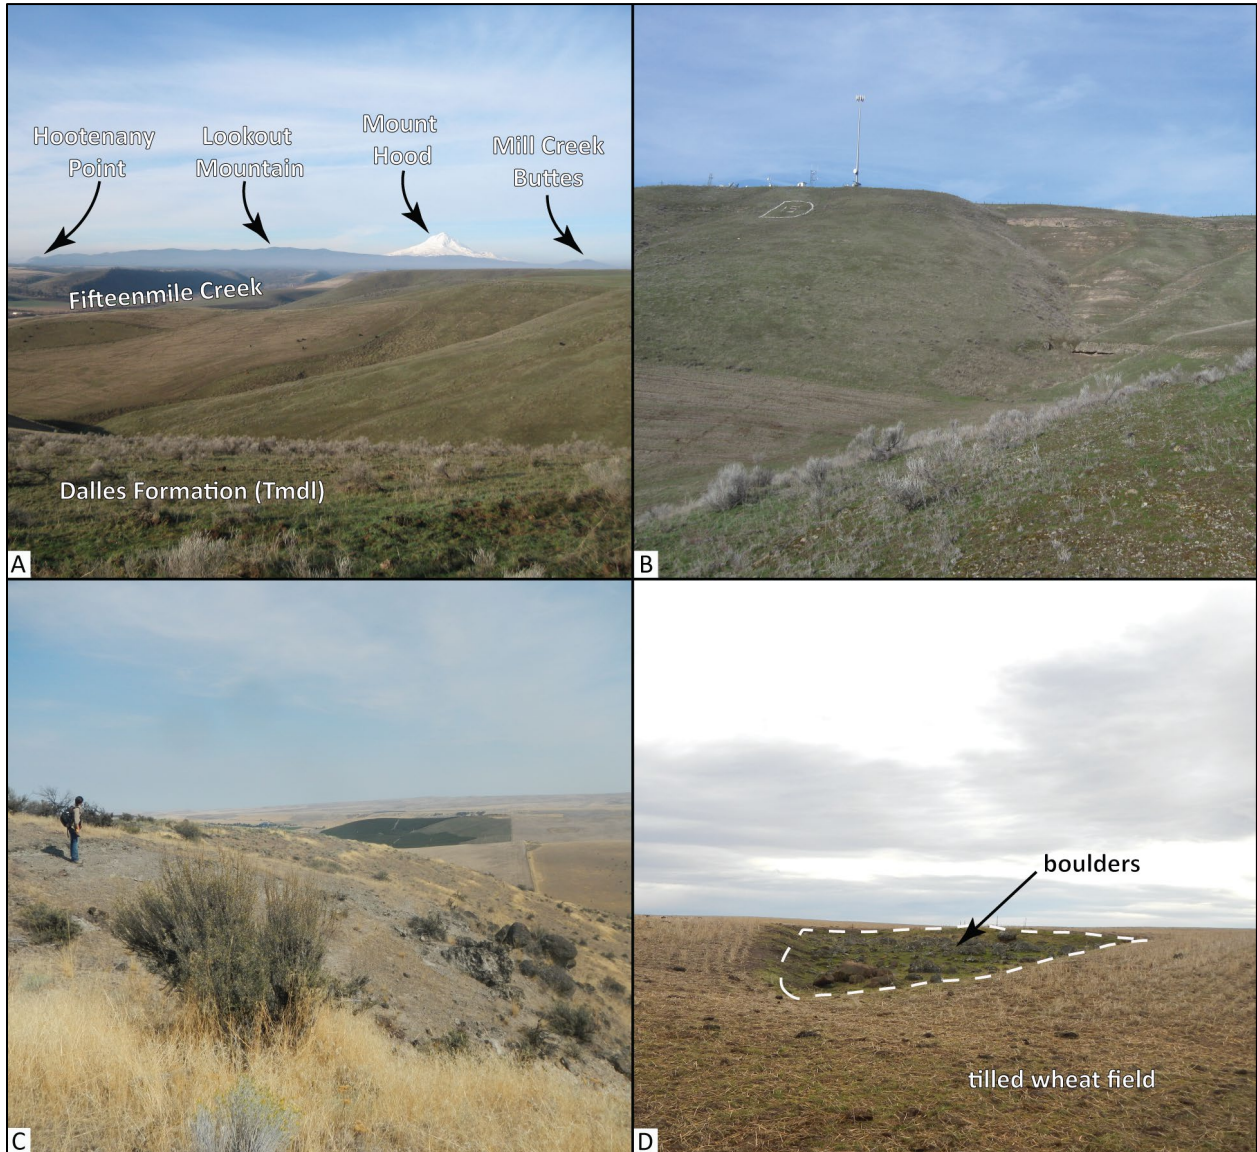 Hootenany
Point
Lookout
Mountain
Mount
Hood
Mill Creek
Buttes
Fifteenmile Creek
Dalles Formation (Tmdl)
A
B
C
boulders
tilled wheat field
D